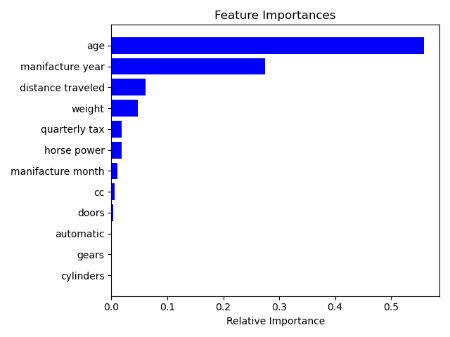 Feature Importances
age
manifacture year
distance traveled
weight
quarterly tax
horse power
manifacture month
cc
doors
automatic
gears
cylinders
0.0 0.1 0.2 0.3 0.4 0.5
Relative Importance